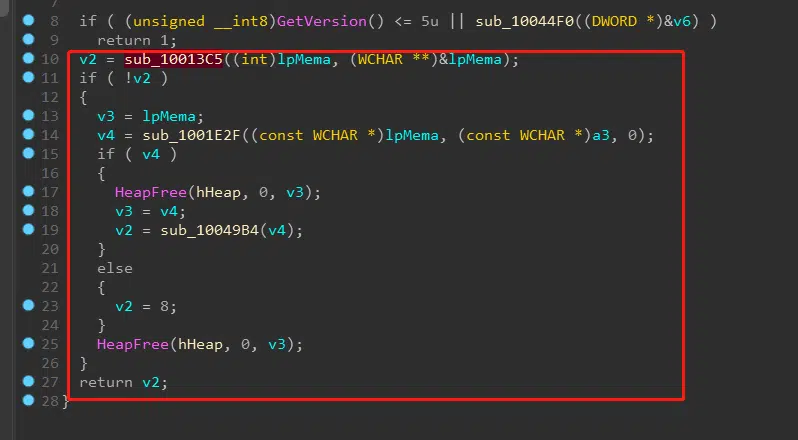 7
8 if ( (unsigned __int8)GetVersion() <= 5u || sub_10044F0((DWORD *)&v6) )
9 return 1;
10 v2 = sub_10013C5((int)lpMema, (WCHAR **)&lpMema);
11 if ( !v2 )
12 {
13 v3 = lpMema;
14 v4 = sub_1001E2F((const WCHAR *)lpMema, (const WCHAR *)a3, 0);
15 if ( v4 )
16 {
17 HeapFree(hHeap, 0, v3);
18 v3 = v4;
19 v2 = sub_10049B4(v4);
20 }
21 else
22 {
23 v2 = 8;
24 }
25 HeapFree(hHeap, 0, v3);
26 }
27 return v2;
28 }